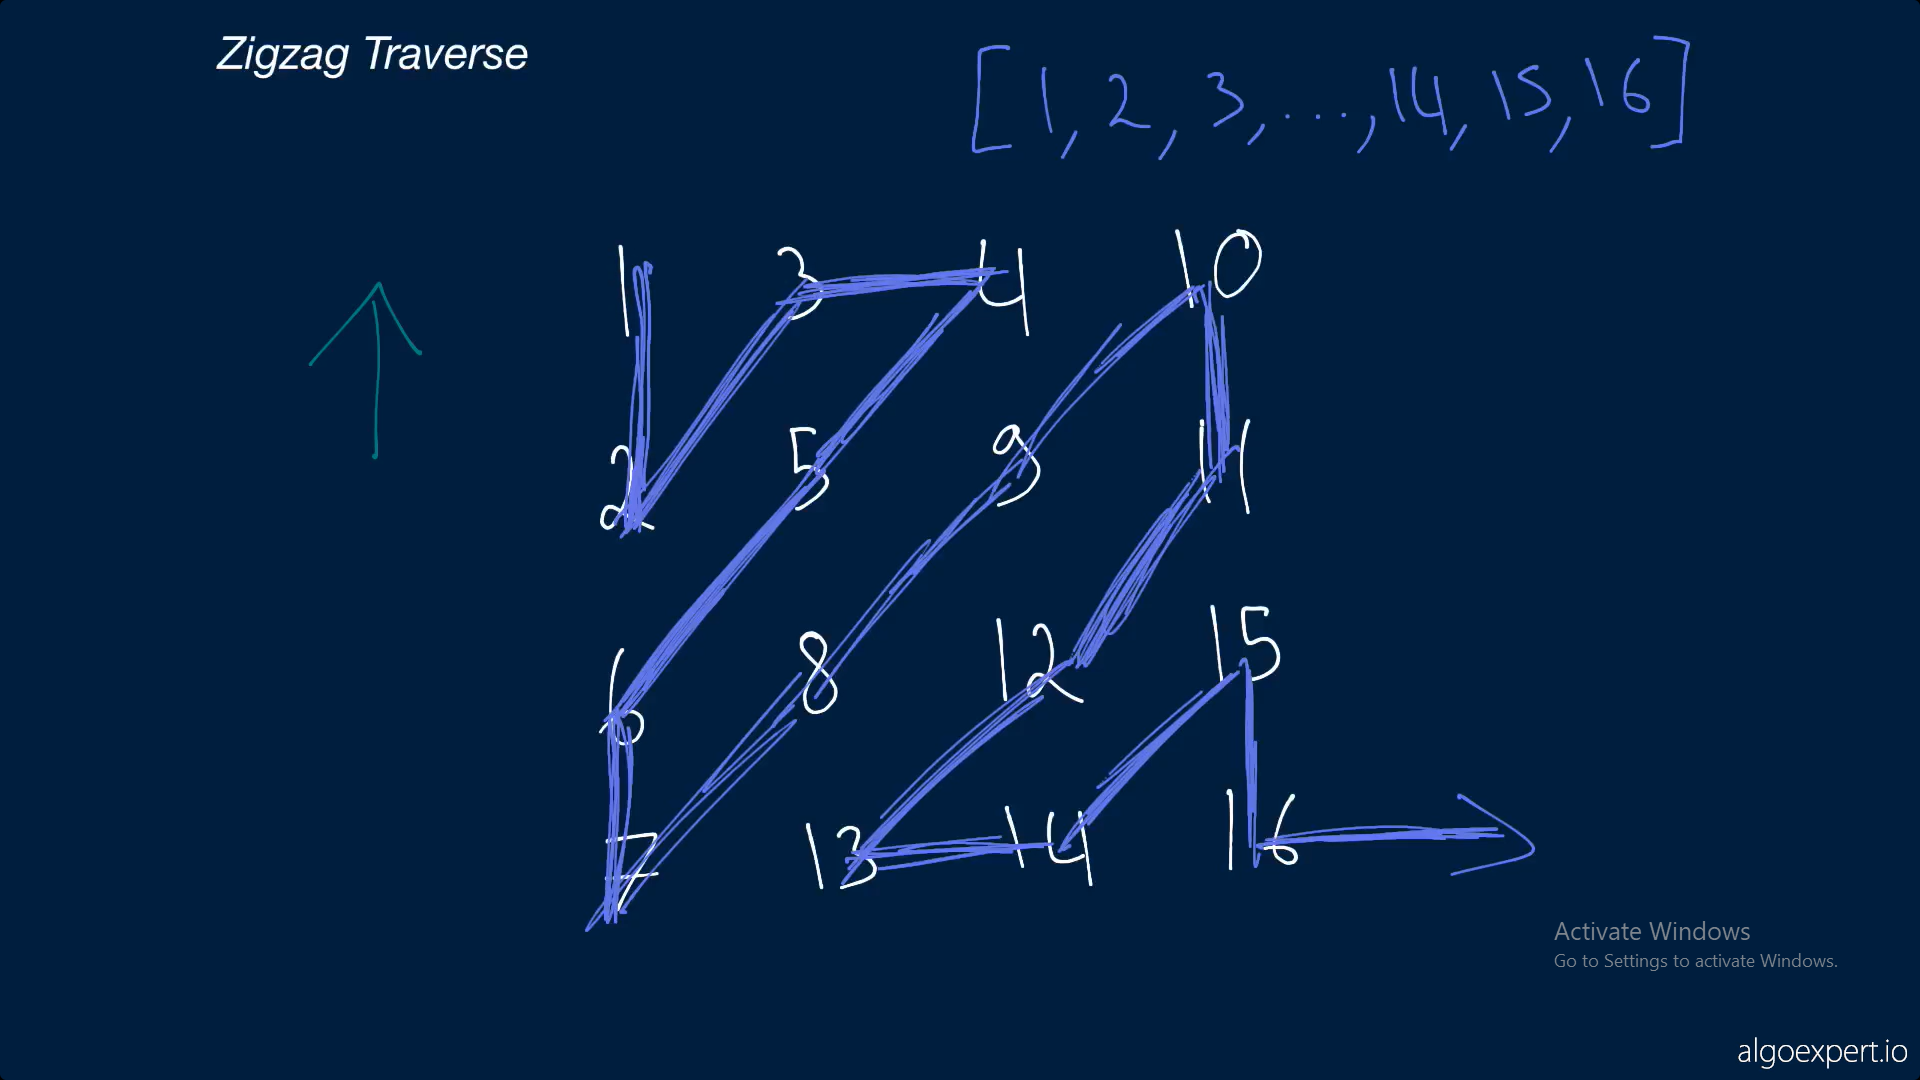 Zigzag Traverse
[1, 2, 3, ..., 14, 15, 16]
1 3 4 10
2 5 9 11
6 8 12 15
7 13 14 16
Activate Windows
Go to Settings to activate Windows.
algoexpert.io